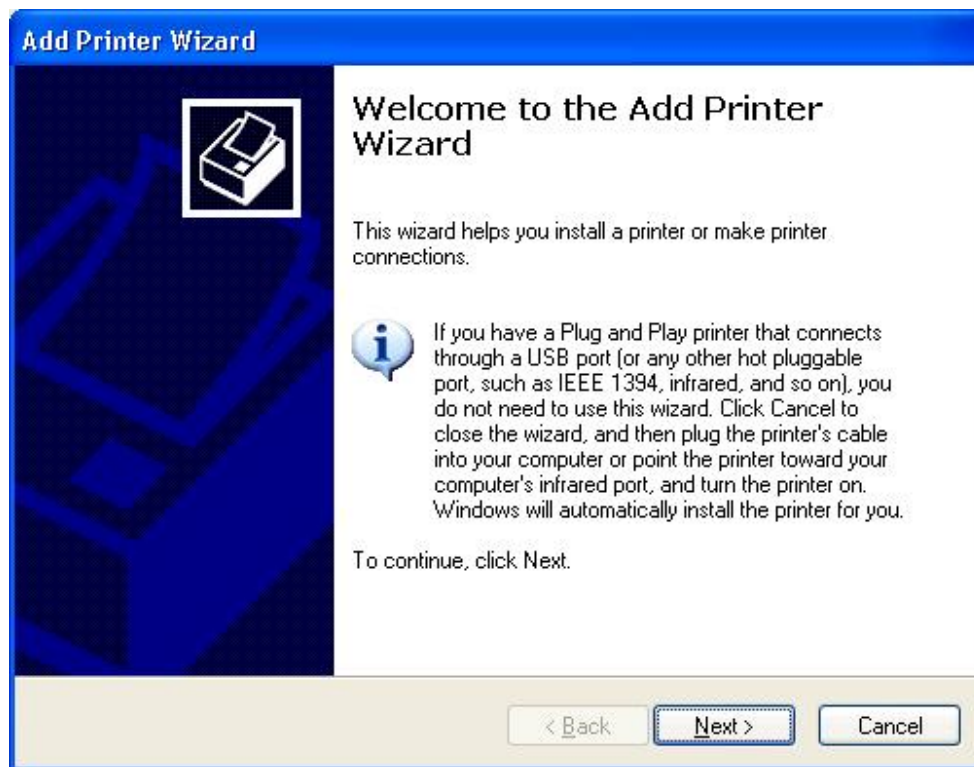 Add Printer Wizard
Welcome to the Add Printer
Wizard
This wizard helps you install a printer or make printer
connections.
If you have a Plug and Play printer that connects
through a USB port (or any other hot pluggable
port, such as IEEE 1394, infrared, and so on), you
do not need to use this wizard. Click Cancel to
close the wizard, and then plug the printer's cable
into your computer or point the printer toward your
computer's infrared port, and turn the printer on.
Windows will automatically install the printer for you.
To continue, click Next.
< Back Next > Cancel